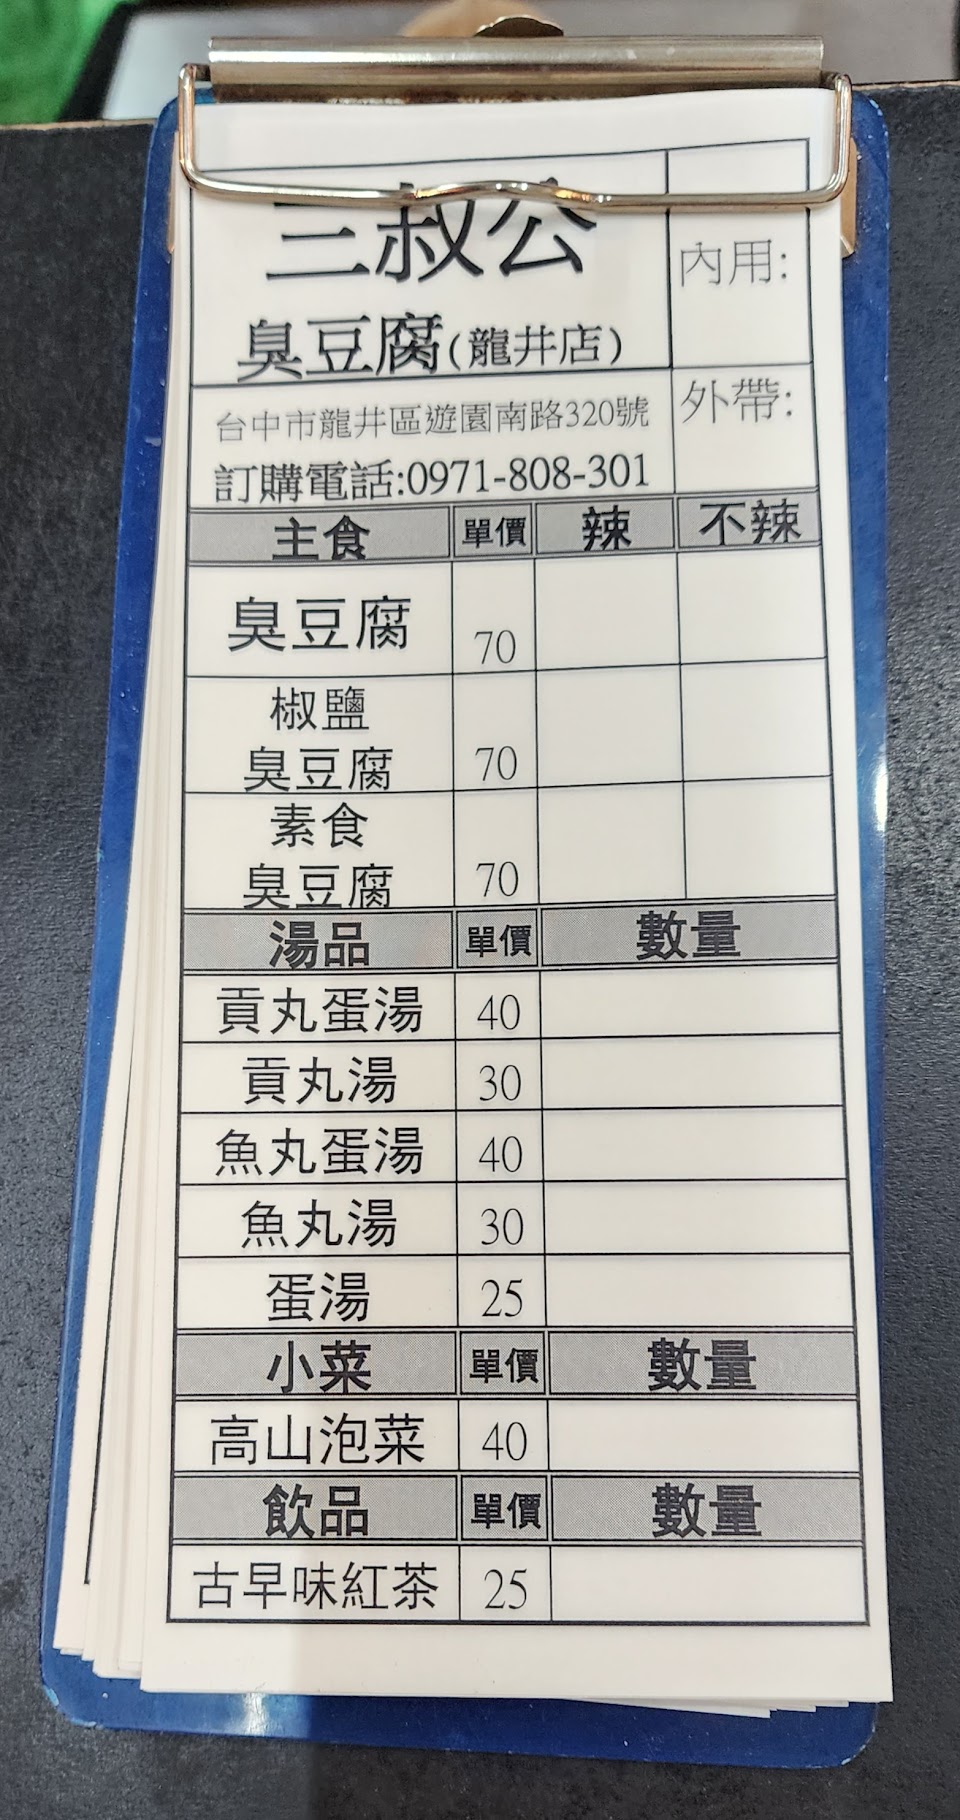 三叔公
臭豆腐(龍井店)
內用:
台中市龍井區遊園南路320號
訂購電話:0971-808-301
外帶:
主食 單價 辣 不辣
臭豆腐 70
椒鹽
臭豆腐 70
素食
臭豆腐 70
湯品 單價 數量
貢丸蛋湯 40
貢丸湯 30
魚丸蛋湯 40
魚丸湯 30
蛋湯 25
小菜 單價 數量
高山泡菜 40
飲品 單價 數量
古早味紅茶 25